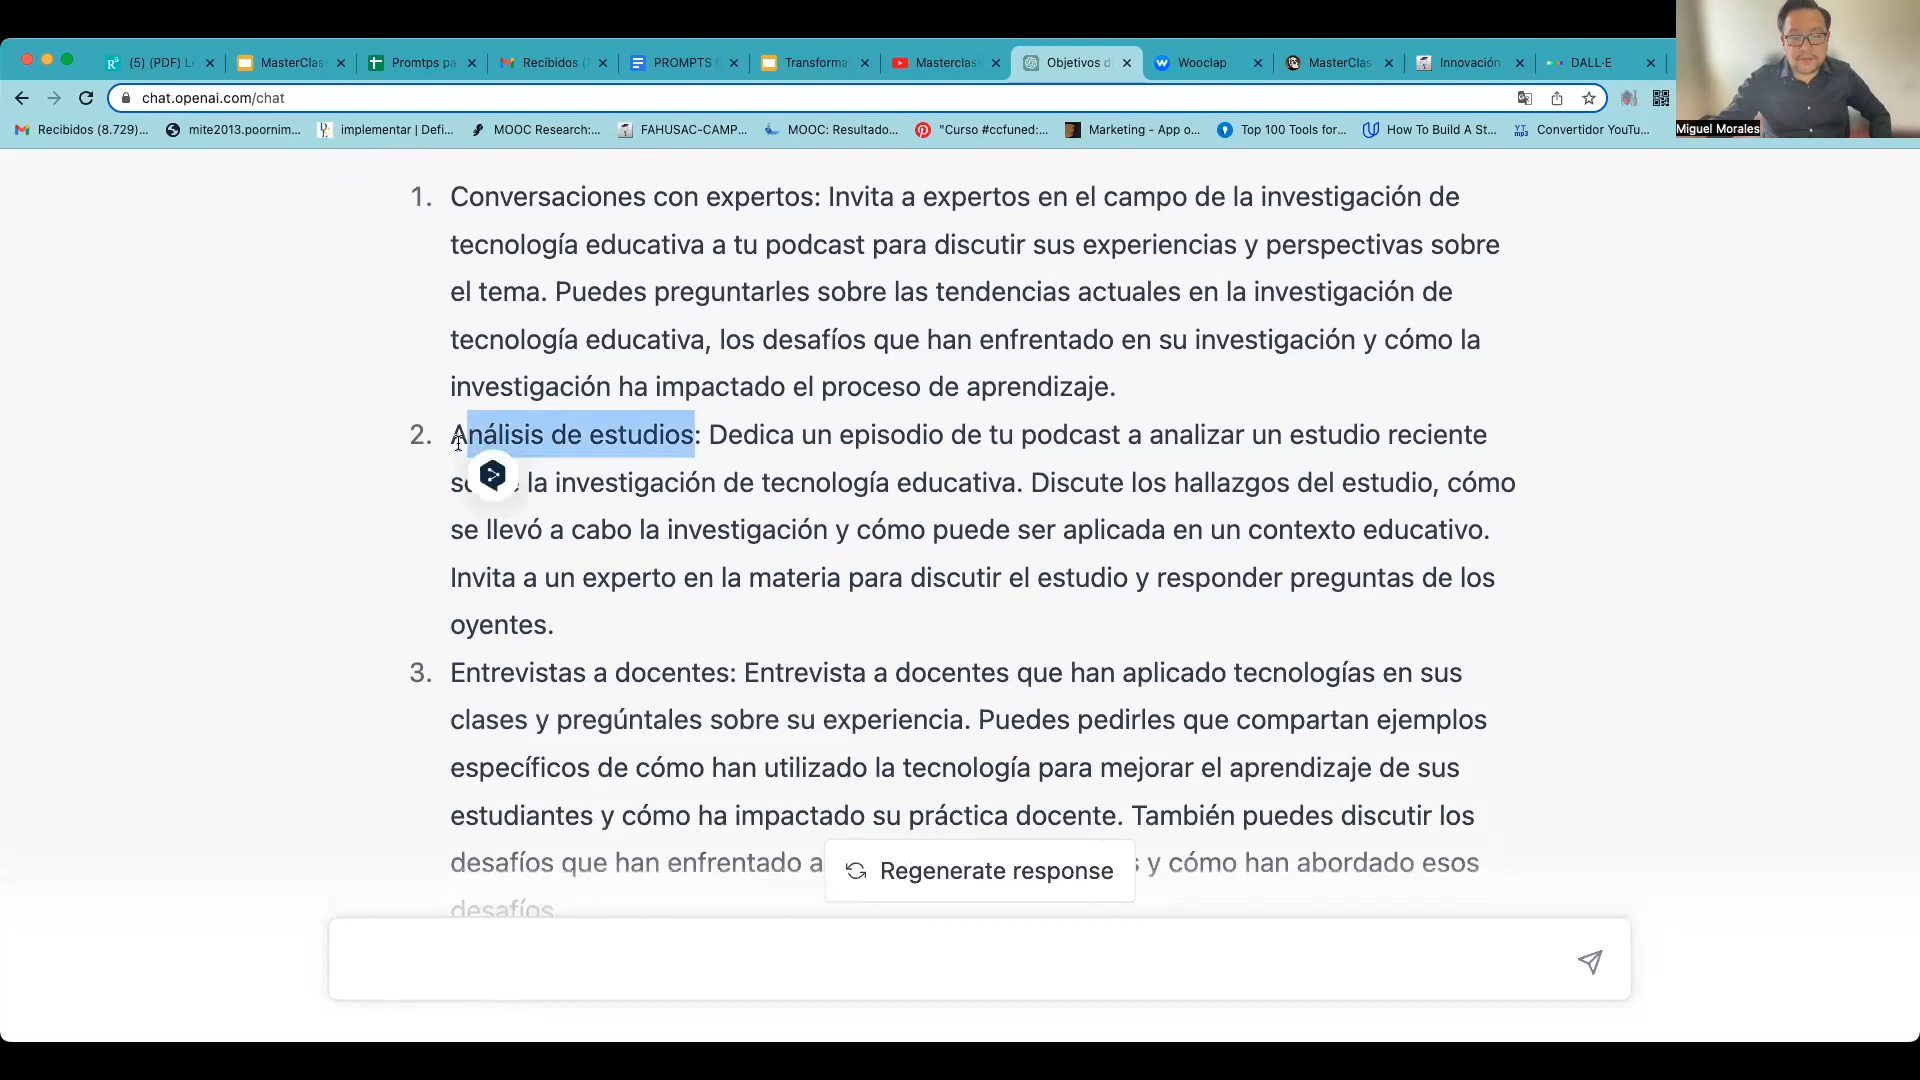 (5) (PDF) L
MasterClas
Promtps pa
Recibidos (
PROMPTS
Transforma
Masterclas
Objetivos d
Wooclap
MasterClas
Innovación
DALL·E
chat.openai.com/chat
Recibidos (8.729)...
mite2013.poornim...
implementar | Defi...
MOOC Research:...
FAHUSAC-CAMP...
MOOC: Resultado...
"Curso #ccfuned:...
Marketing - App o...
Top 100 Tools for...
How To Build A St...
Convertidor YouTu...
Miguel Morales
1. Conversaciones con expertos: Invita a expertos en el campo de la investigación de
tecnología educativa a tu podcast para discutir sus experiencias y perspectivas sobre
el tema. Puedes preguntarles sobre las tendencias actuales en la investigación de
tecnología educativa, los desafíos que han enfrentado en su investigación y cómo la
investigación ha impactado el proceso de aprendizaje.
2. Análisis de estudios: Dedica un episodio de tu podcast a analizar un estudio reciente
la investigación de tecnología educativa. Discute los hallazgos del estudio, cómo
se llevó a cabo la investigación y cómo puede ser aplicada en un contexto educativo.
Invita a un experto en la materia para discutir el estudio y responder preguntas de los
oyentes.
3. Entrevistas a docentes: Entrevista a docentes que han aplicado tecnologías en sus
clases y pregúntales sobre su experiencia. Puedes pedirles que compartan ejemplos
específicos de cómo han utilizado la tecnología para mejorar el aprendizaje de sus
estudiantes y cómo ha impactado su práctica docente. También puedes discutir los
desafíos que han enfrentado a
Regenerate response
y cómo han abordado esos
desafíos